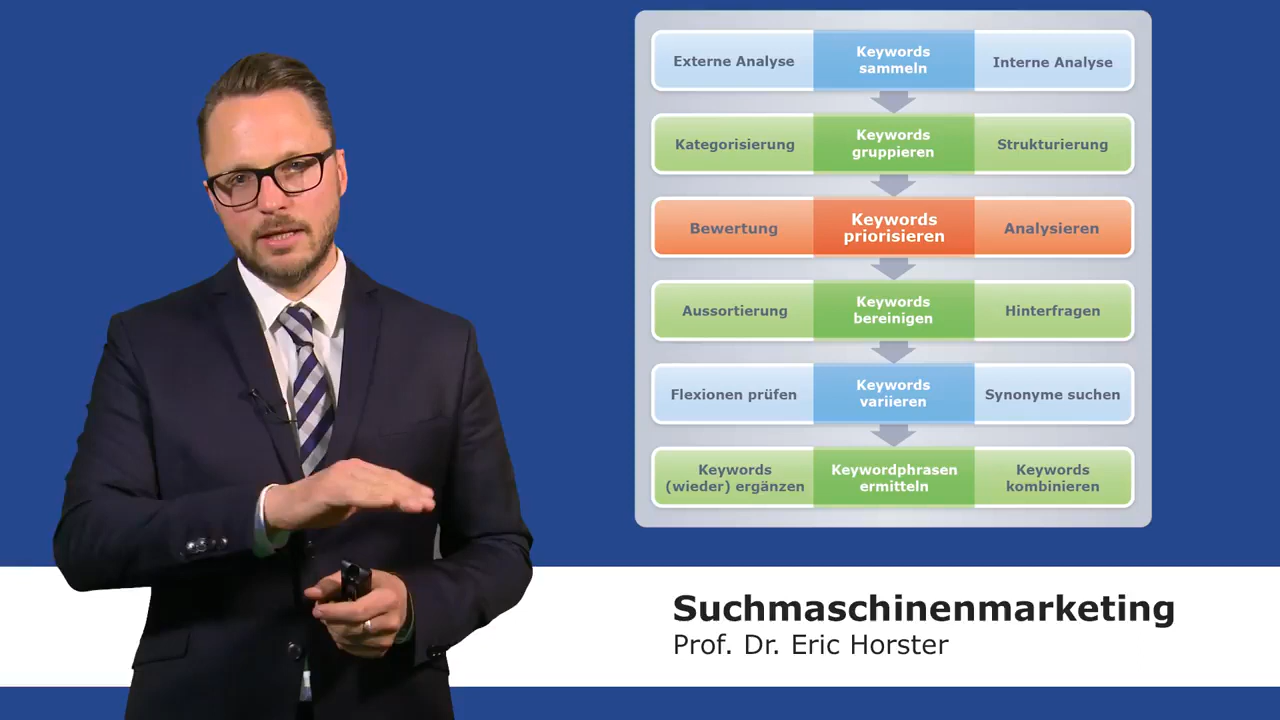 Externe Analyse
Keywords
sammeln
Interne Analyse
Kategorisierung
Keywords
gruppieren
Strukturierung
Bewertung
Keywords
priorisieren
Analysieren
Aussortierung
Keywords
bereinigen
Hinterfragen
Flexionen prüfen
Keywords
variieren
Synonyme suchen
Keywords
(wieder) ergänzen
Keywordphrasen
ermitteln
Keywords
kombinieren
Suchmaschinenmarketing
Prof. Dr. Eric Horster